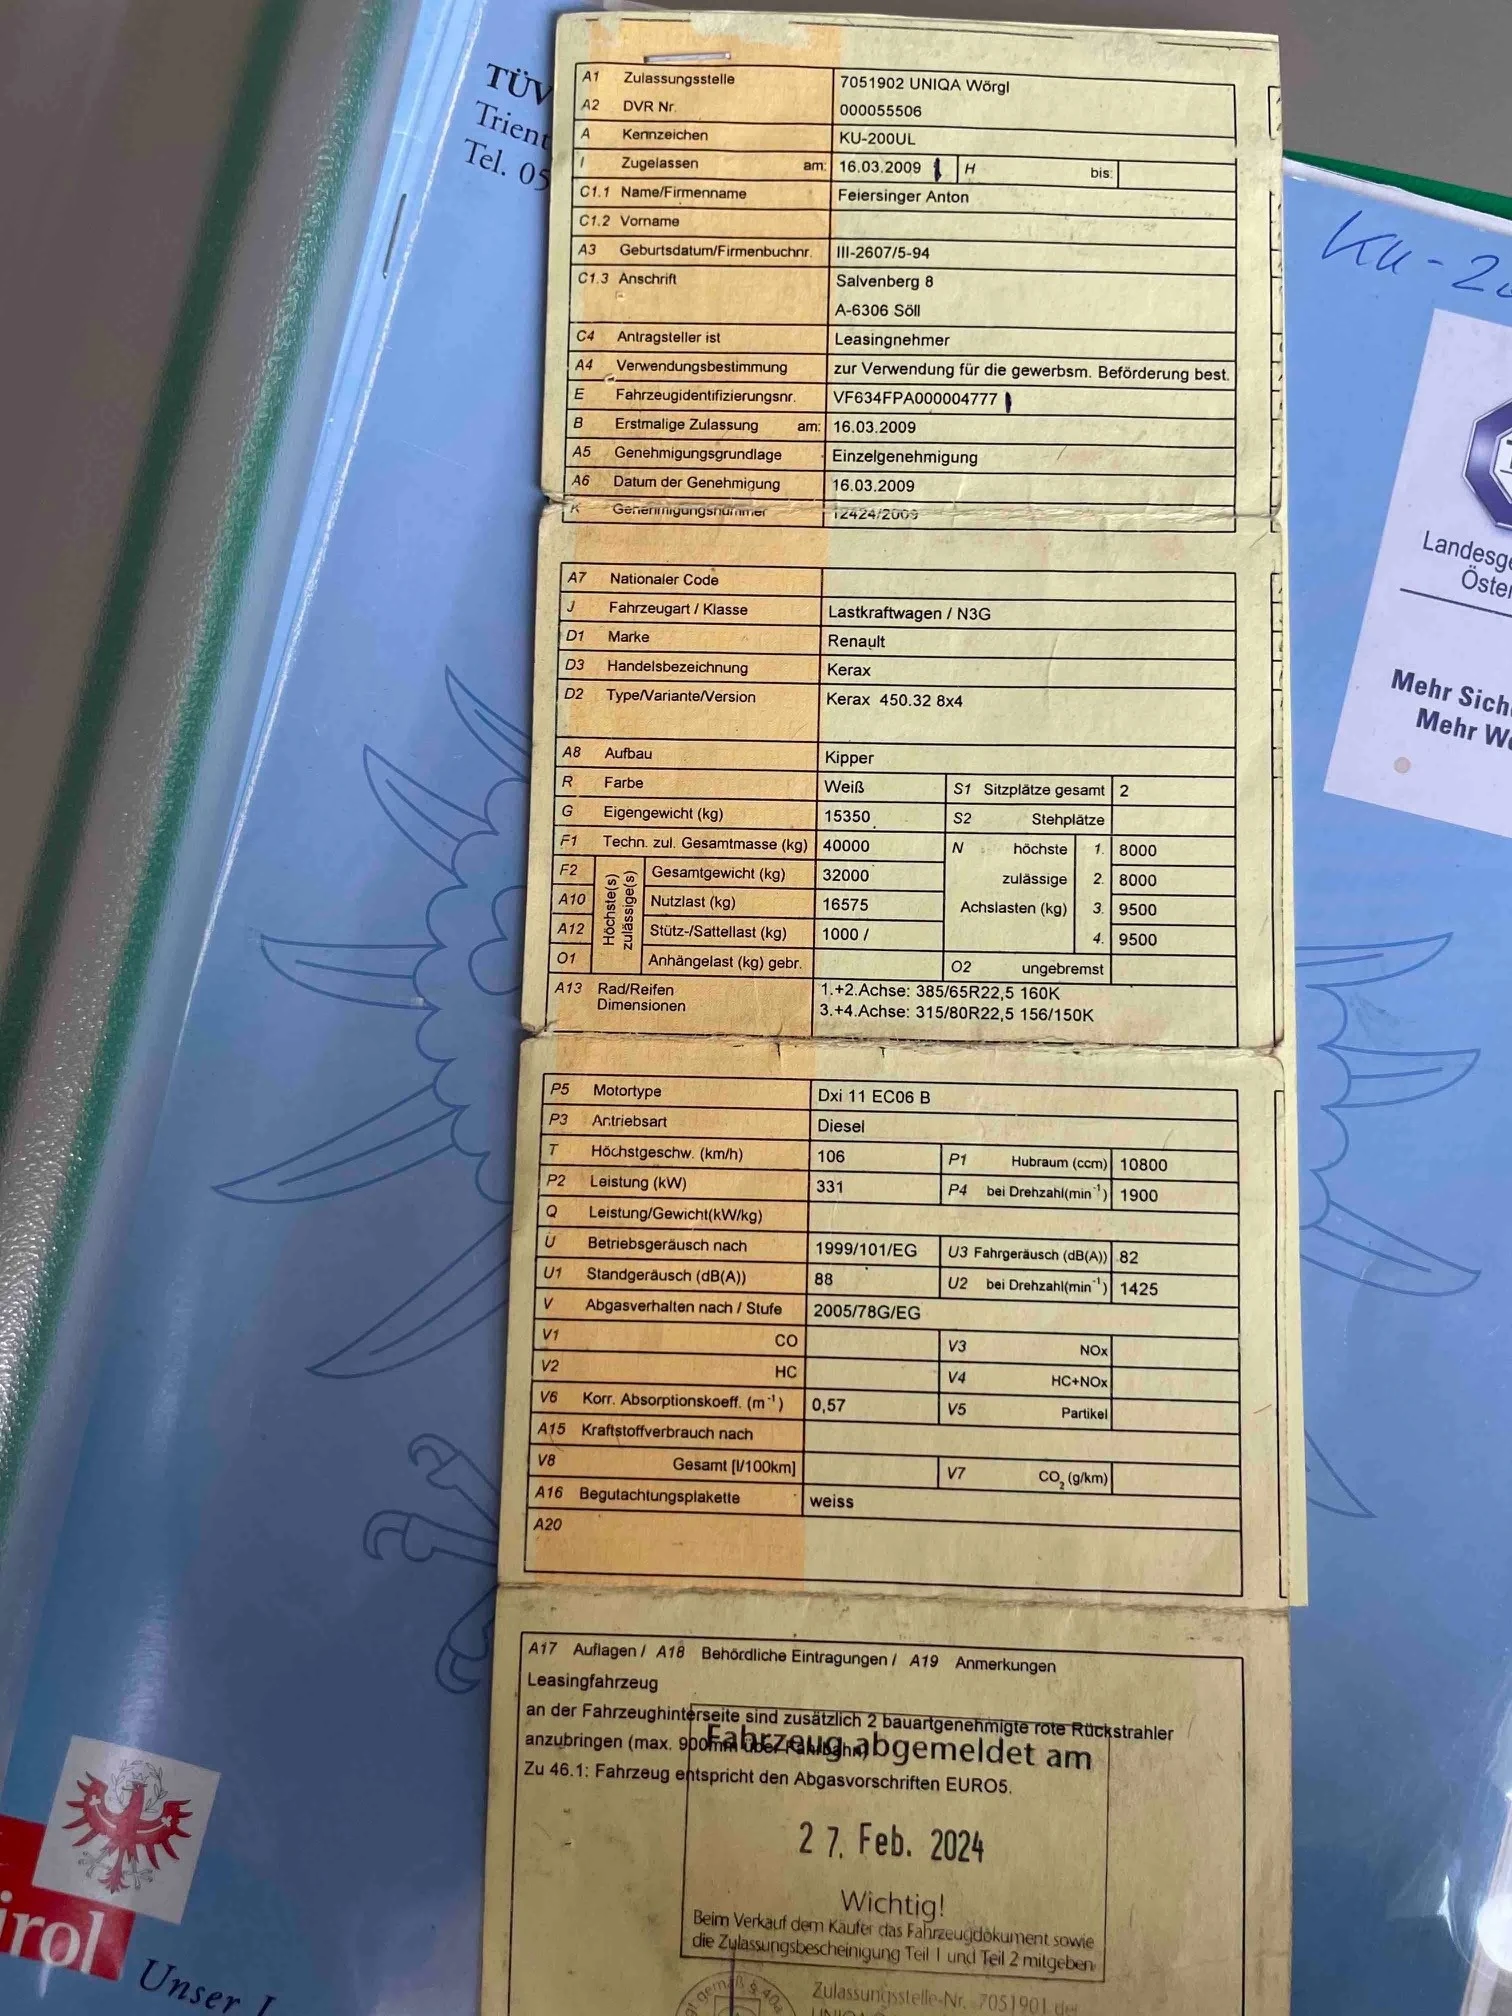 TÜV
Trient
Tel. 05
A1 Zulassungsstelle 7051902 UNIQA Wörgl
A2 DVR Nr. 000055506
A Kennzeichen KU-200UL
I Zugelassen am: 16.03.2009 H bis:
C1.1 Name/Firmenname Feiersinger Anton
C1.2 Vorname
A3 Geburtsdatum/Firmenbuchnr. III-2607/5-94
C1.3 Anschrift Salvenberg 8
A-6306 Söll
C4 Antragsteller ist Leasingnehmer
A4 Verwendungsbestimmung zur Verwendung für die gewerbsm. Beförderung best.
E Fahrzeugidentifizierungsnr. VF634FPA000004777
B Erstmalige Zulassung am: 16.03.2009
A5 Genehmigungsgrundlage Einzelgenehmigung
A6 Datum der Genehmigung 16.03.2009
K Genehmigungsnummer 12424/2009
A7 Nationaler Code
J Fahrzeugart / Klasse Lastkraftwagen / N3G
D1 Marke Renault
D3 Handelsbezeichnung Kerax
D2 Type/Variante/Version Kerax 450.32 8x4
A8 Aufbau Kipper
R Farbe Weiß S1 Sitzplätze gesamt 2
G Eigengewicht (kg) 15350 S2 Stehplätze
F1 Techn. zul. Gesamtmasse (kg) 40000 N höchste 1. 8000
Höchste(s) zulässige(s)
F2 Gesamtgewicht (kg) 32000 zulässige 2. 8000
A10 Nutzlast (kg) 16575 Achslasten (kg) 3. 9500
A12 Stütz-/Sattellast (kg) 1000 / 4. 9500
O1 Anhängelast (kg) gebr. O2 ungebremst
A13 Rad/Reifen 1.+2.Achse: 385/65R22,5 160K
Dimensionen 3.+4.Achse: 315/80R22,5 156/150K
P5 Motortype Dxi 11 EC06 B
P3 Antriebsart Diesel
T Höchstgeschw. (km/h) 106 P1 Hubraum (ccm) 10800
P2 Leistung (kW) 331 P4 bei Drehzahl(min⁻¹) 1900
Q Leistung/Gewicht(kW/kg)
U Betriebsgeräusch nach 1999/101/EG U3 Fahrgeräusch (dB(A)) 82
U1 Standgeräusch (dB(A)) 88 U2 bei Drehzahl(min⁻¹) 1425
V Abgasverhalten nach / Stufe 2005/78G/EG
V1 CO V3 NOx
V2 HC V4 HC+NOx
V6 Korr. Absorptionskoeff. (m⁻¹) 0,57 V5 Partikel
A15 Kraftstoffverbrauch nach
V8 Gesamt [l/100km] V7 CO₂ (g/km)
A16 Begutachtungsplakette weiss
A20
A17 Auflagen / A18 Behördliche Eintragungen / A19 Anmerkungen
Leasingfahrzeug
an der Fahrzeughinterseite sind zusätzlich 2 bauartgenehmigte rote Rückstrahler
anzubringen (max. 900mm über Fahrbahn)
Zu 46.1: Fahrzeug entspricht den Abgasvorschriften EURO5.
Fahrzeug abgemeldet am
27. Feb. 2024
Wichtig!
Beim Verkauf dem Käufer das Fahrzeugdokument sowie
die Zulassungsbescheinigung Teil 1 und Teil 2 mitgeben
gt gemäß § 40a
Zulassungsstelle-Nr. 7051901 der
Ku-2
Landesge
Öster
Mehr Sich
Mehr We
irol
Unser